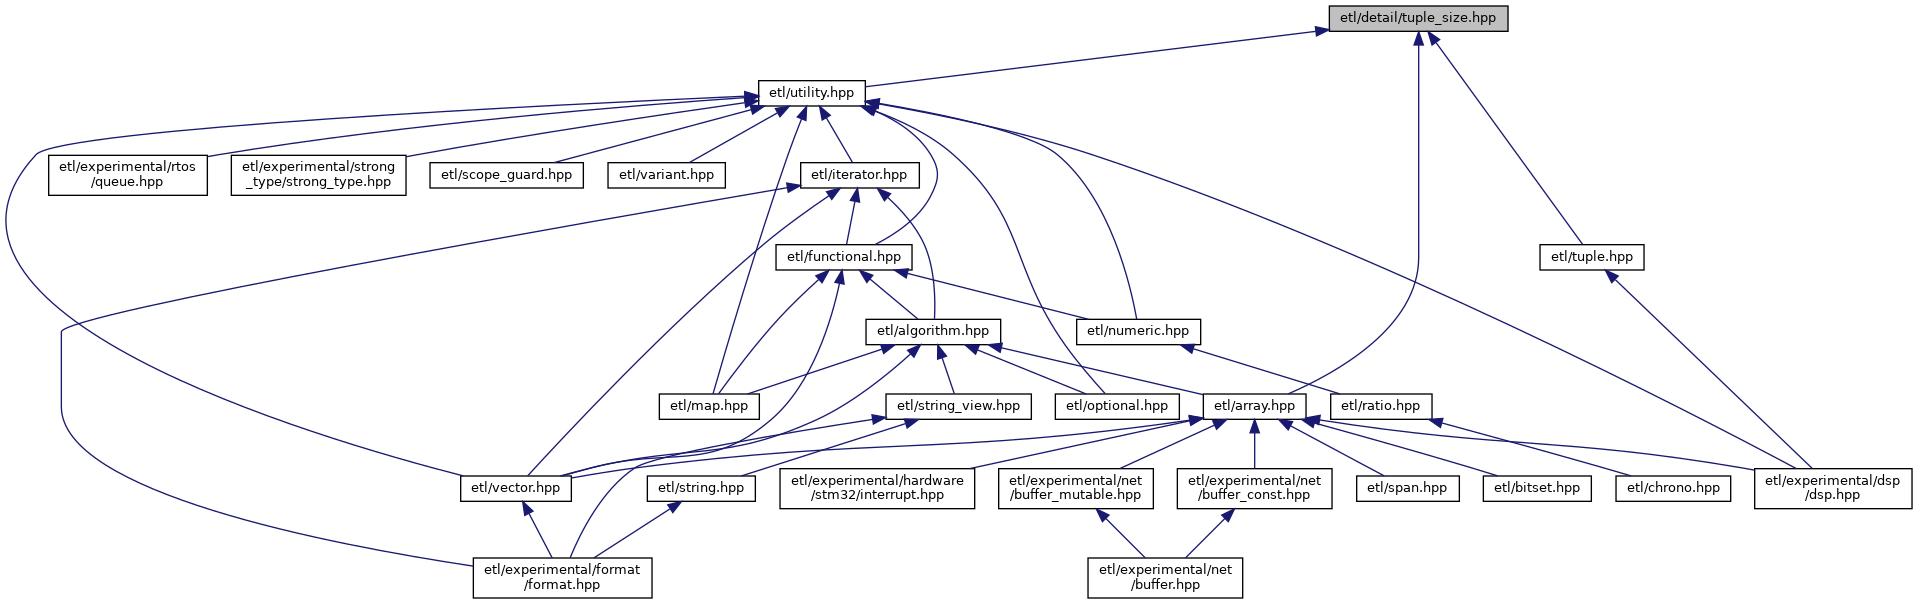 etl/detail/tuple_size.hpp
etl/utility.hpp
etl/experimental/rtos
/queue.hpp
etl/experimental/strong
_type/strong_type.hpp
etl/scope_guard.hpp
etl/variant.hpp
etl/iterator.hpp
etl/functional.hpp
etl/tuple.hpp
etl/algorithm.hpp
etl/numeric.hpp
etl/map.hpp
etl/string_view.hpp
etl/optional.hpp
etl/array.hpp
etl/ratio.hpp
etl/vector.hpp
etl/string.hpp
etl/experimental/hardware
/stm32/interrupt.hpp
etl/experimental/net
/buffer_mutable.hpp
etl/experimental/net
/buffer_const.hpp
etl/span.hpp
etl/bitset.hpp
etl/chrono.hpp
etl/experimental/dsp
/dsp.hpp
etl/experimental/format
/format.hpp
etl/experimental/net
/buffer.hpp